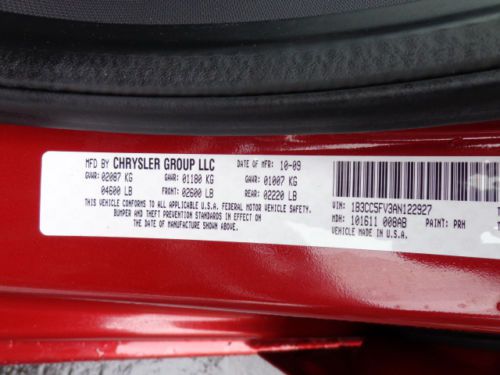 MFD BY CHRYSLER GROUP LLC DATE OF MFR: 10-09
GVWR: 02087 KG GAWR: 01180 KG GAWR: 01007 KG
04600 LB FRONT: 02600 LB REAR: 02220 LB
THIS VEHICLE CONFORMS TO ALL APPLICABLE U.S.A. FEDERAL MOTOR VEHICLE SAFETY,
BUMPER AND THEFT PREVENTION STANDARDS IN EFFECT ON
THE DATE OF MANUFACTURE SHOWN ABOVE.
VIN: 1B3CC5FV3AN122927
MDH: 101611 008AB PAINT: PRH
VEHICLE MADE IN U.S.A.